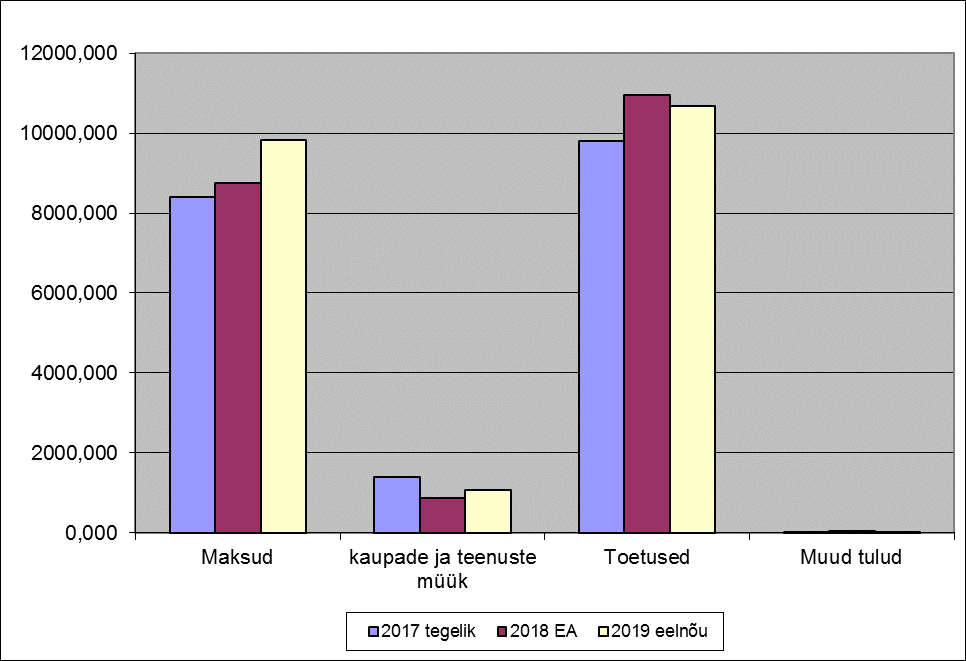 12000,000
10000,000
8000,000
6000,000
4000,000
2000,000
0,000
Maksud
kaupade ja teenuste
müük
Toetused
Muud tulud
2017 tegelik 2018 EA 2019 eelnõu